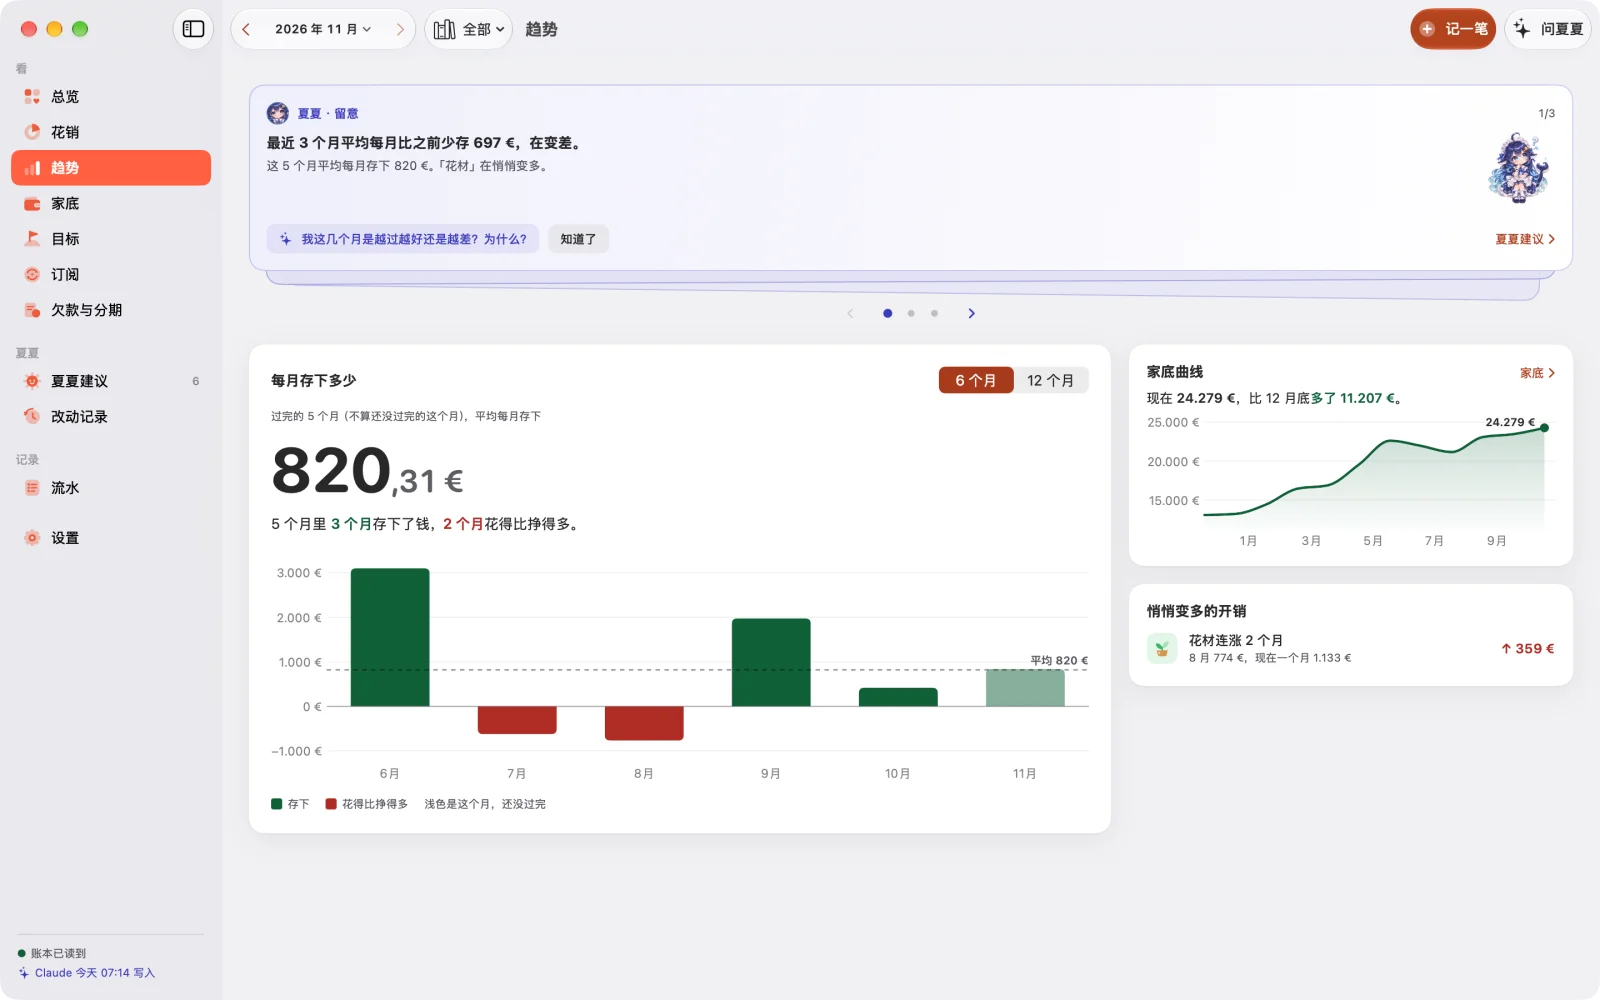 2026 年 11 月
全部
趋势
记一笔
问夏夏
看
总览
花销
趋势
家底
目标
订阅
欠款与分期
夏夏
夏夏建议
6
改动记录
记录
流水
设置
账本已读到
Claude 今天 07:14 写入
夏夏 · 留意
1/3
最近 3 个月平均每月比之前少存 697 €，在变差。
这 5 个月平均每月存下 820 €。「花材」在悄悄变多。
我这几个月是越过越好还是越差？为什么？
知道了
夏夏建议
每月存下多少
6 个月
12 个月
过完的 5 个月（不算还没过完的这个月），平均每月存下
820,31 €
5 个月里 3 个月存下了钱，2 个月花得比挣得多。
3.000 €
2.000 €
1.000 €
0 €
−1.000 €
平均 820 €
6月
7月
8月
9月
10月
11月
存下
花得比挣得多
浅色是这个月，还没过完
家底曲线
家底
现在 24.279 €，比 12 月底多了 11.207 €。
25.000 €
20.000 €
15.000 €
24.279 €
1月
3月
5月
7月
9月
悄悄变多的开销
花材连涨 2 个月
8 月 774 €，现在一个月 1.133 €
↑ 359 €